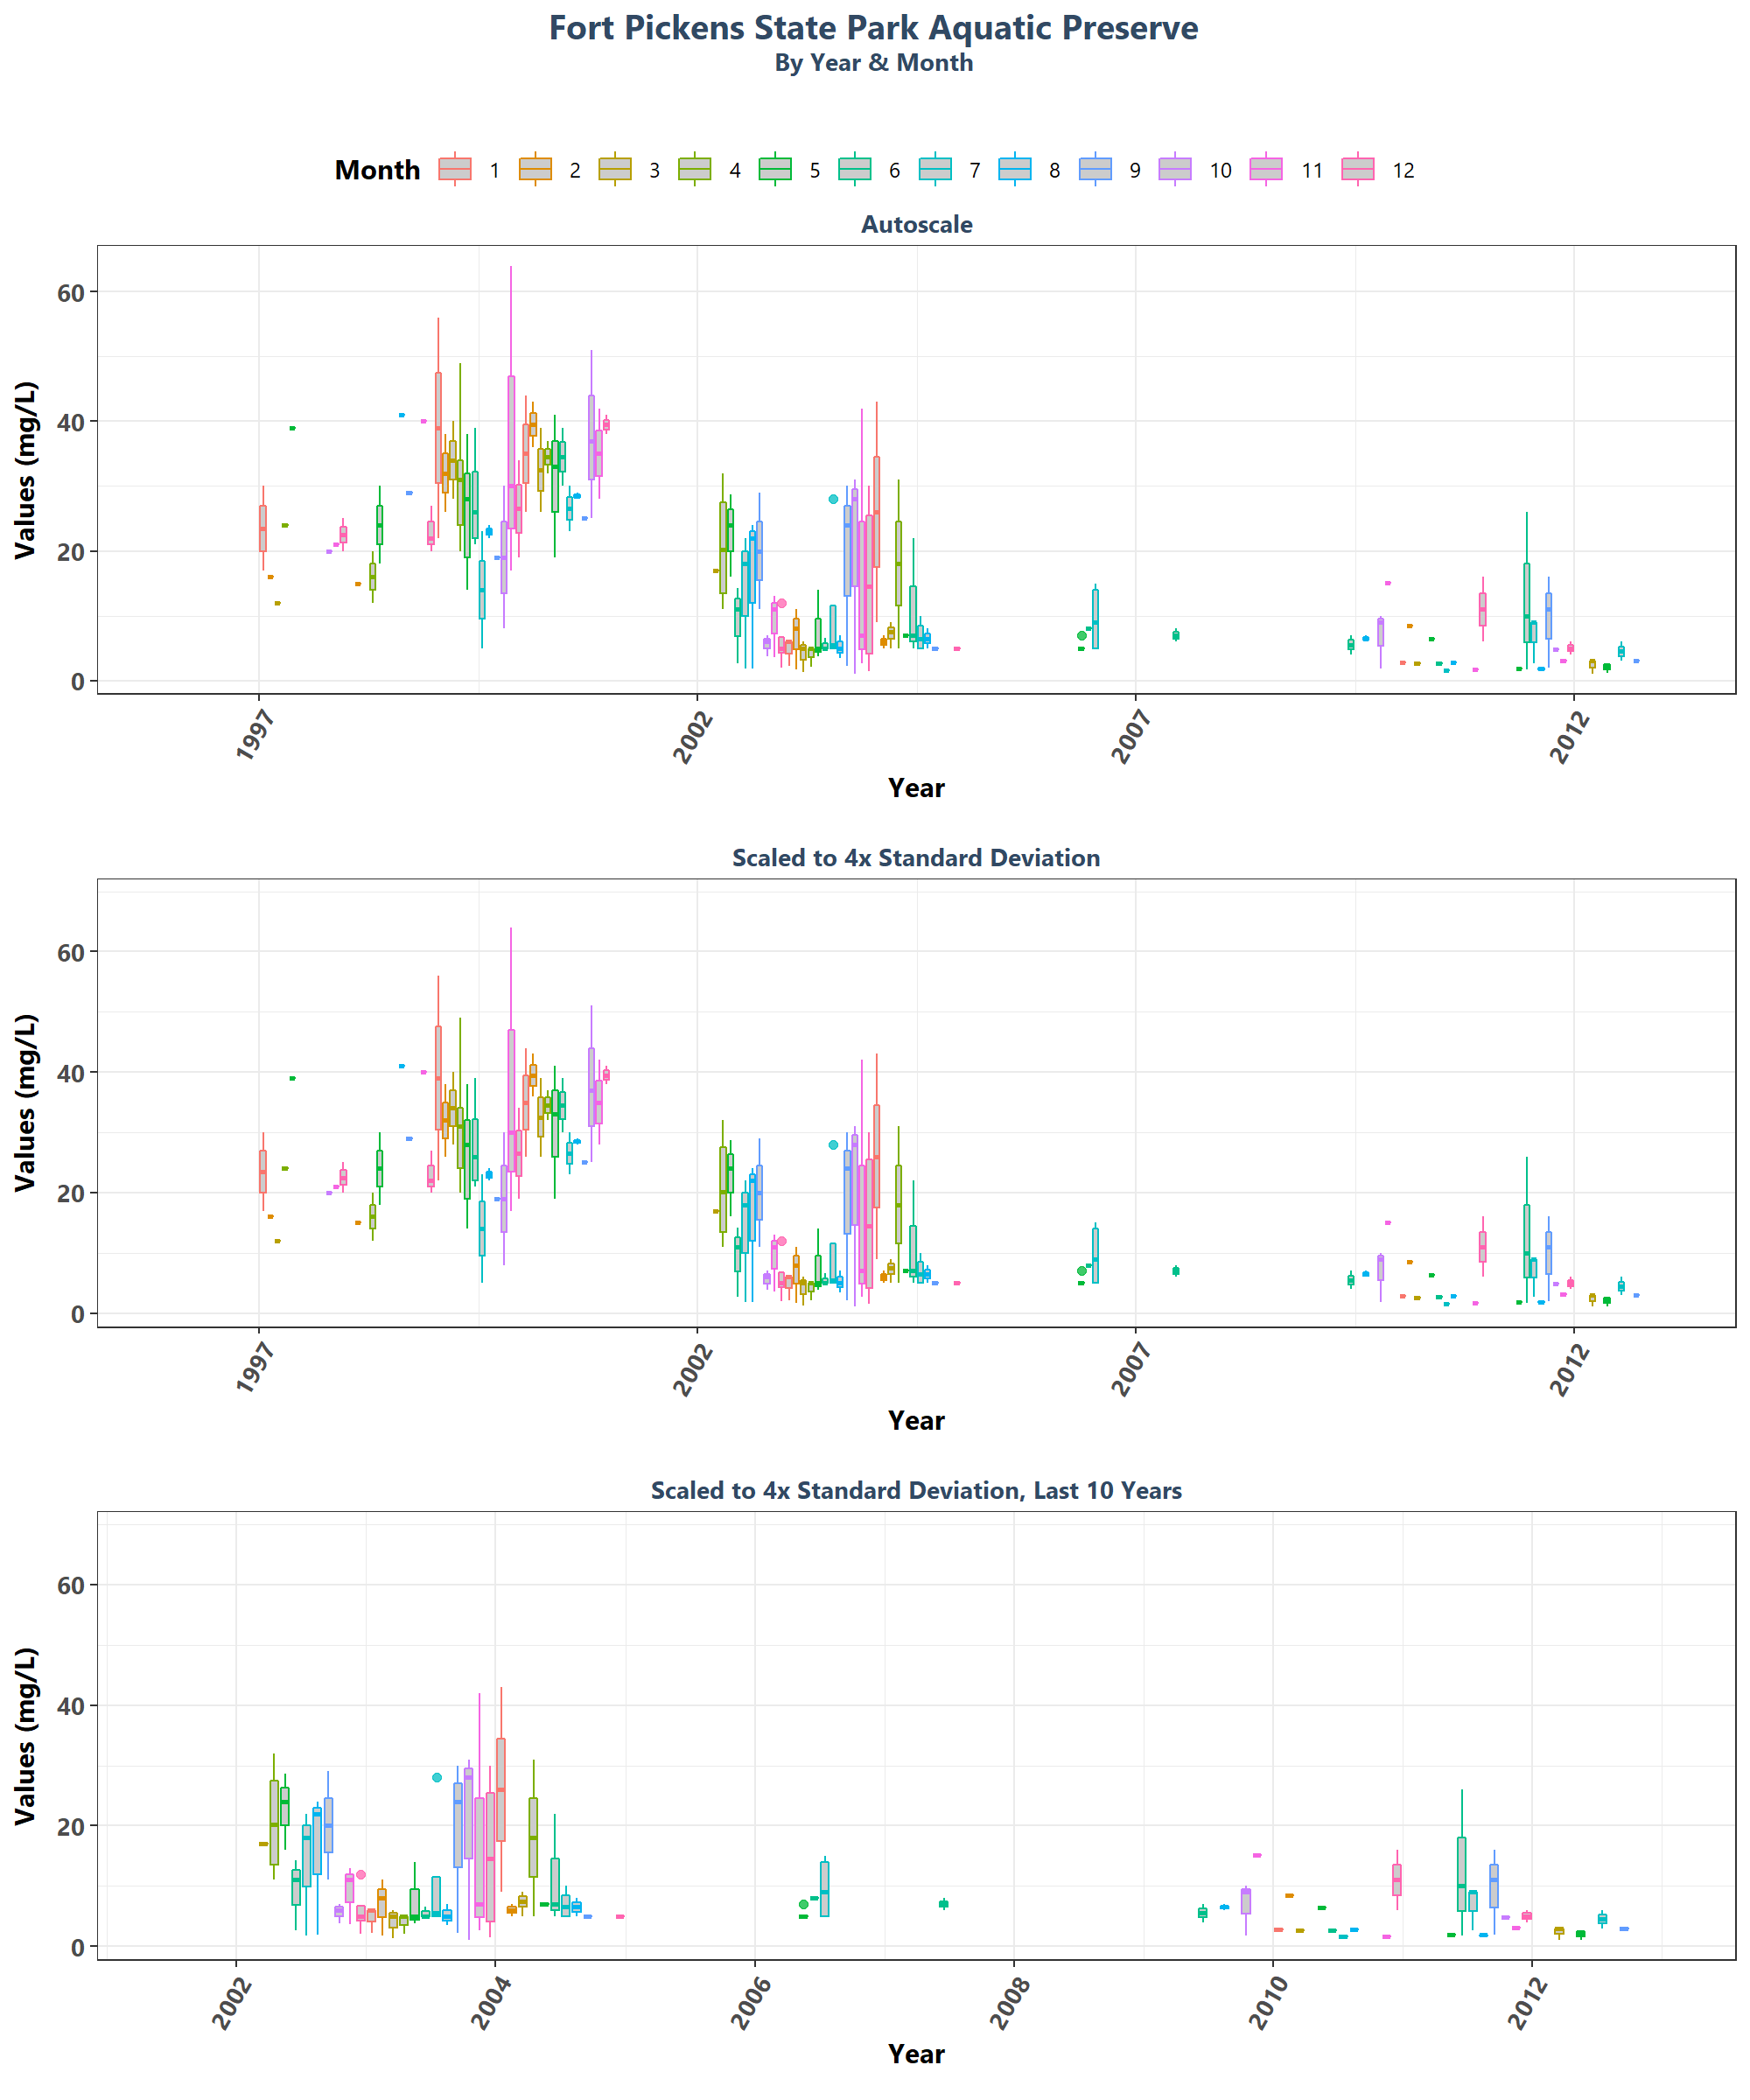 Fort Pickens State Park Aquatic Preserve
By Year & Month
Month 1 2 3 4 5 6 7 8 9 10 11 12
Autoscale
Values (mg/L)
60
40
20
0
1997 2002 2007 2012
Year
Scaled to 4x Standard Deviation
Values (mg/L)
60
40
20
0
1997 2002 2007 2012
Year
Scaled to 4x Standard Deviation, Last 10 Years
Values (mg/L)
60
40
20
0
2002 2004 2006 2008 2010 2012
Year